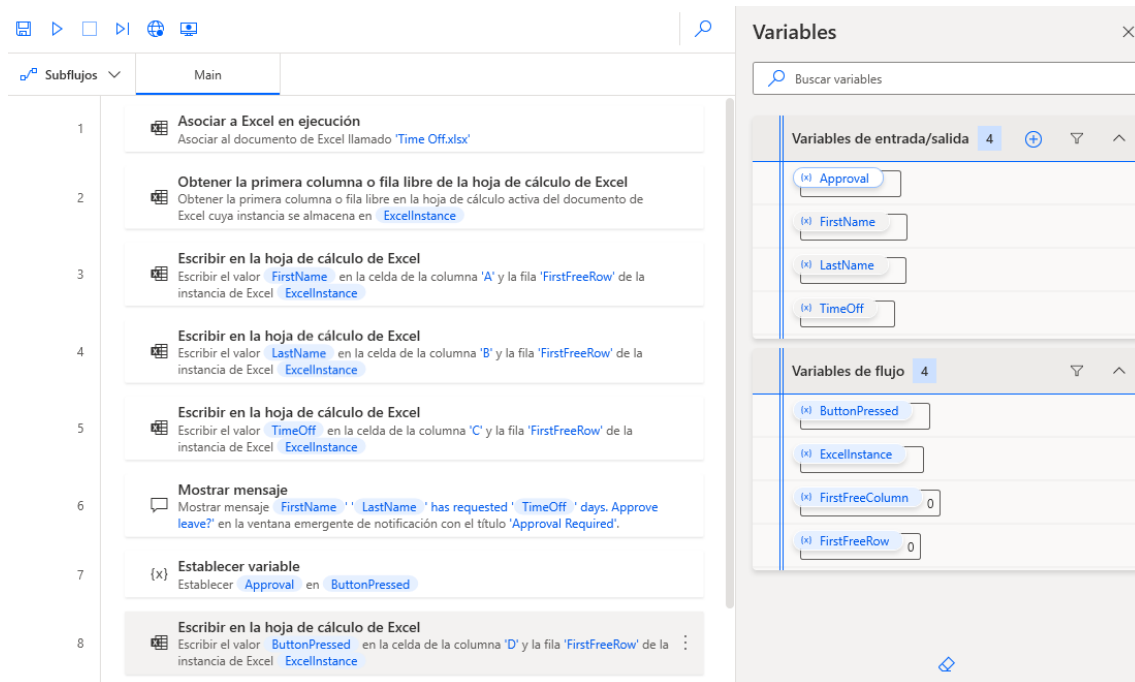 Subflujos
Main
1
Asociar a Excel en ejecución
Asociar al documento de Excel llamado 'Time Off.xlsx'
2
Obtener la primera columna o fila libre de la hoja de cálculo de Excel
Obtener la primera columna o fila libre en la hoja de cálculo activa del documento de
Excel cuya instancia se almacena en ExcelInstance
3
Escribir en la hoja de cálculo de Excel
Escribir el valor FirstName en la celda de la columna 'A' y la fila 'FirstFreeRow' de la
instancia de Excel ExcelInstance
4
Escribir en la hoja de cálculo de Excel
Escribir el valor LastName en la celda de la columna 'B' y la fila 'FirstFreeRow' de la
instancia de Excel ExcelInstance
5
Escribir en la hoja de cálculo de Excel
Escribir el valor TimeOff en la celda de la columna 'C' y la fila 'FirstFreeRow' de la
instancia de Excel ExcelInstance
6
Mostrar mensaje
Mostrar mensaje FirstName ' ' LastName ' has requested ' TimeOff ' days. Approve
leave?' en la ventana emergente de notificación con el título 'Approval Required'.
7
{x} Establecer variable
Establecer Approval en ButtonPressed
8
Escribir en la hoja de cálculo de Excel
Escribir el valor ButtonPressed en la celda de la columna 'D' y la fila 'FirstFreeRow' de la
instancia de Excel ExcelInstance
Variables
Buscar variables
Variables de entrada/salida 4
(x) Approval
(x) FirstName
(x) LastName
(x) TimeOff
Variables de flujo 4
(x) ButtonPressed
(x) ExcelInstance
(x) FirstFreeColumn 0
(x) FirstFreeRow 0